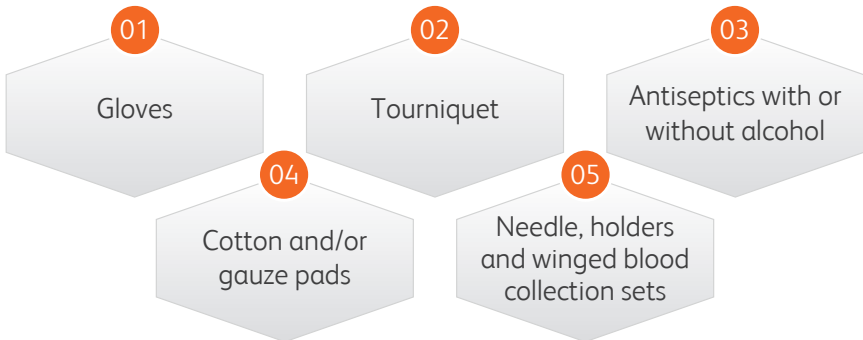 01
Gloves
02
Tourniquet
03
Antiseptics with or
without alcohol
04
Cotton and/or
gauze pads
05
Needle, holders
and winged blood
collection sets